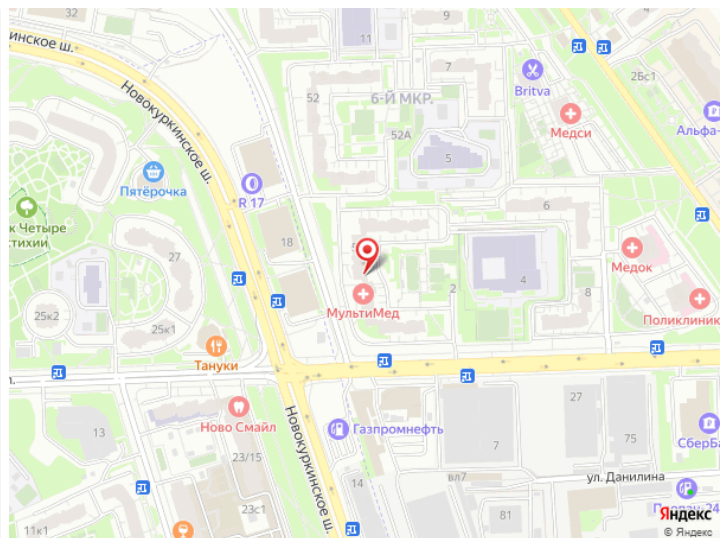 инское ш.
11
9
7
2Бс1
Новокуркинское ш.
52
6-Й МКР.
Britva
Медси
Альфа-
52А
5
Пятёрочка
R 17
к Четыре
стихии
27
18
6
Медок
4
2
8
25к2
25к1
МультиМед
Поликлиник
Тануки
л.
Ново Смайл
Новокуркинское ш.
Газпромнефть
27
13
23/15
7
75
СберБа
14
вл7
ул. Данилина
23с1
81
11к1
Яндекс
© Яндекс